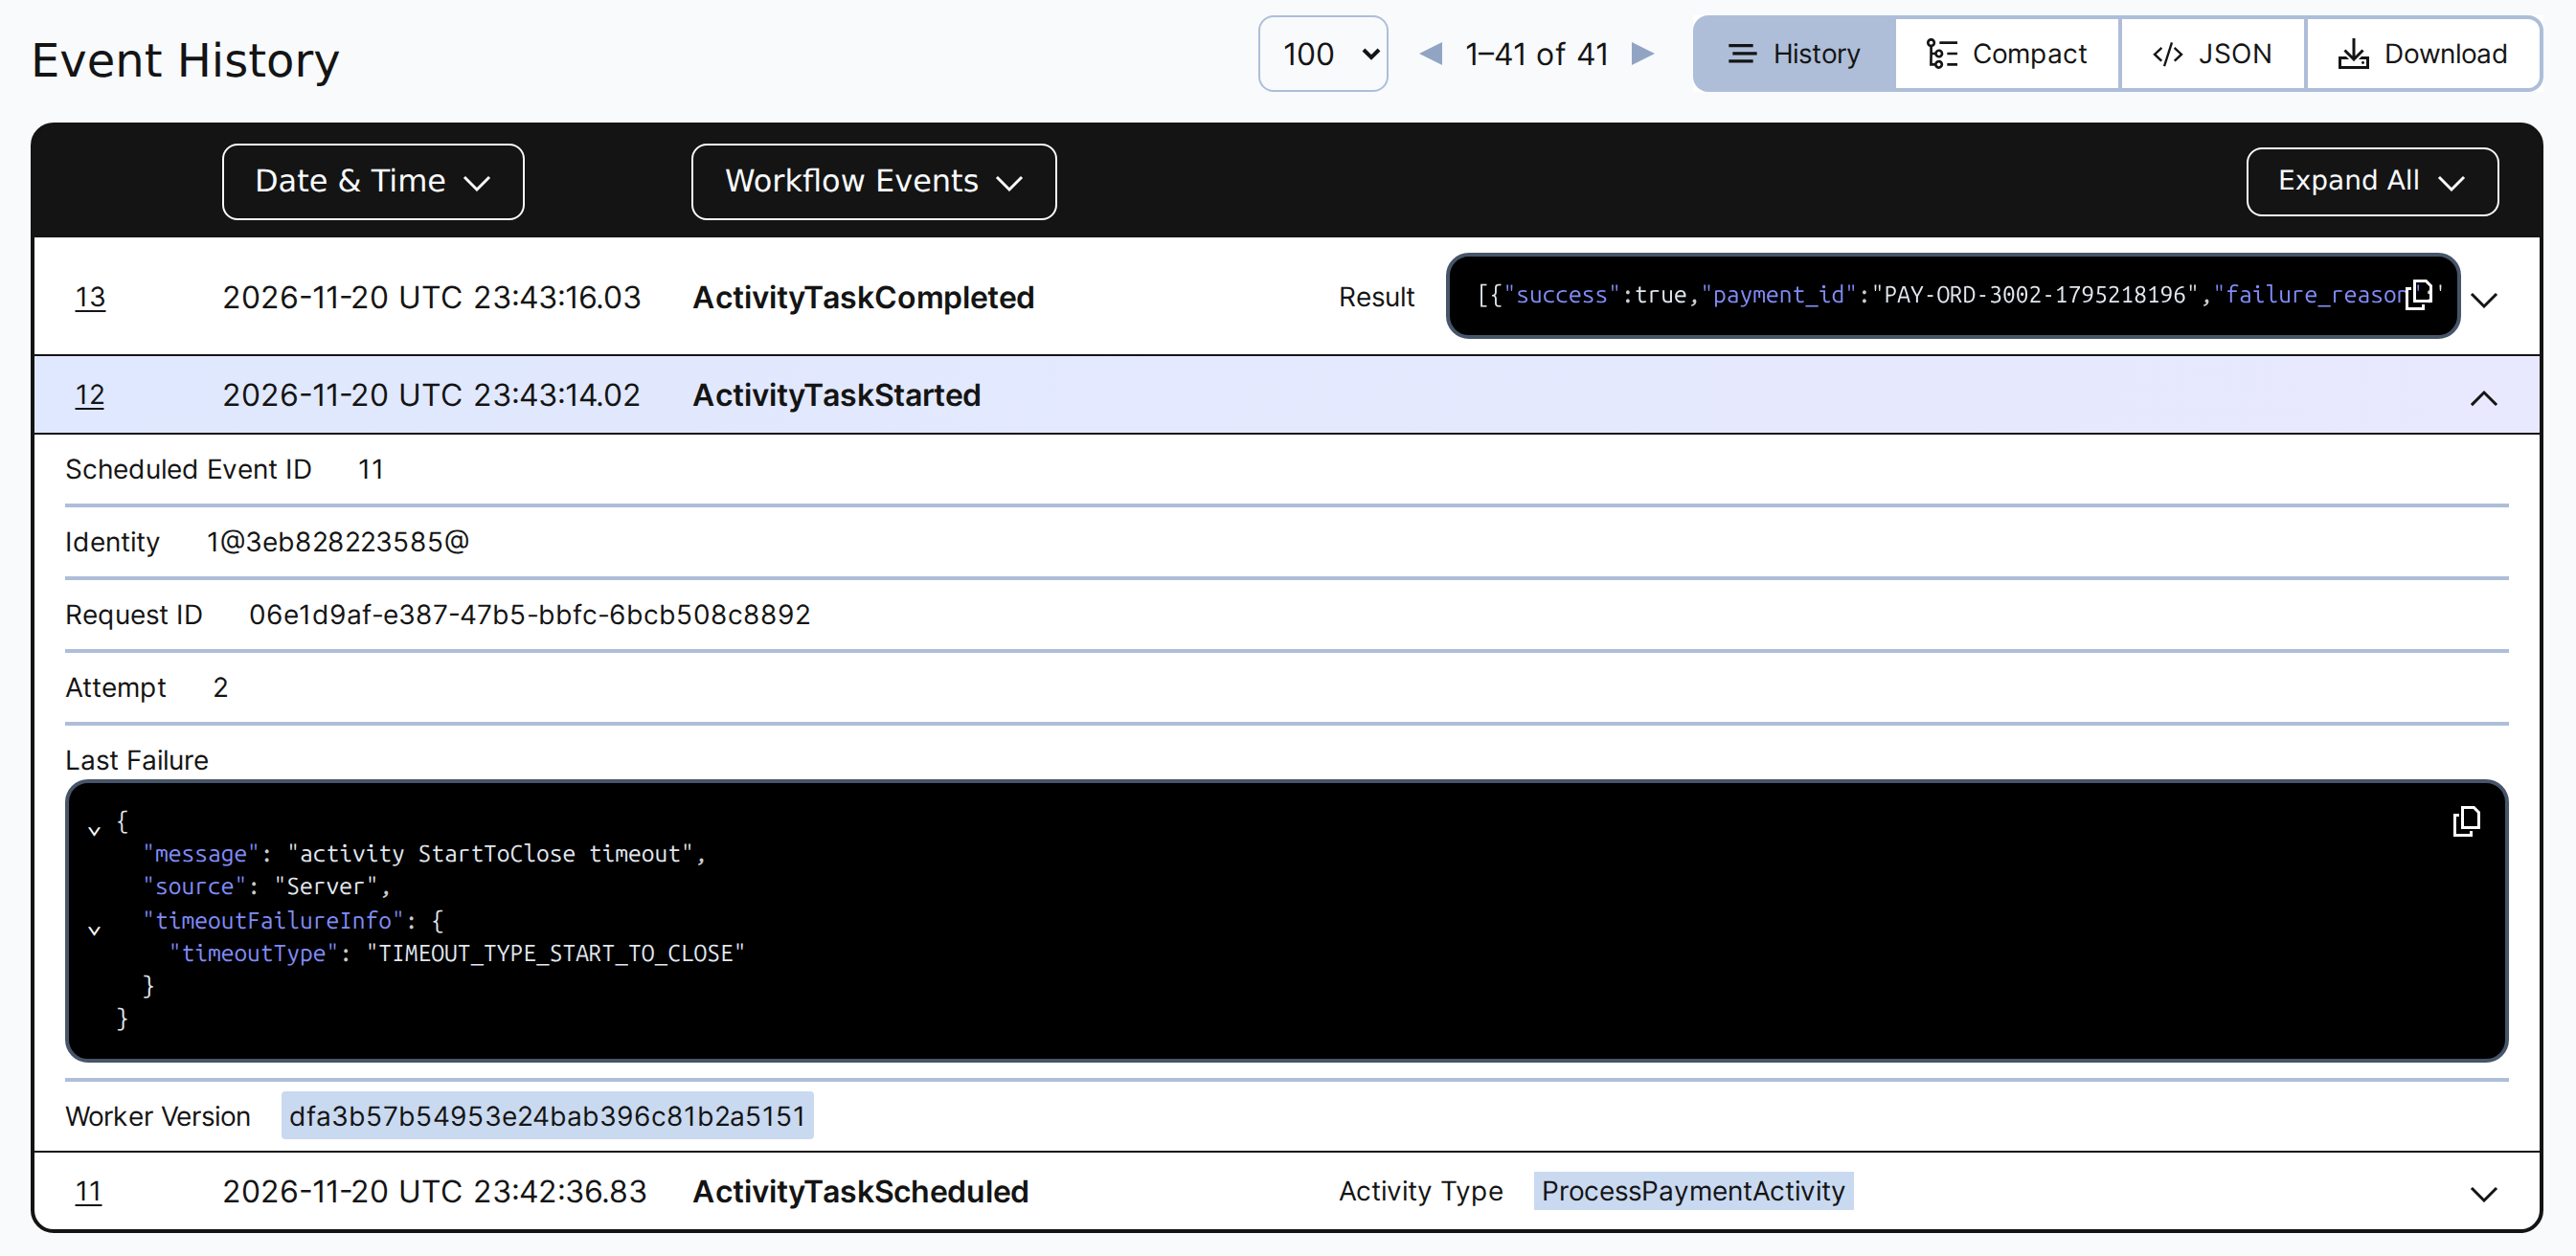 Event History
100
1–41 of 41
History
Compact
JSON
Download
Date & Time
Workflow Events
Expand All
13 2026-11-20 UTC 23:43:16.03 ActivityTaskCompleted Result [{"success":true,"payment_id":"PAY-ORD-3002-1795218196","failure_reason
12 2026-11-20 UTC 23:43:14.02 ActivityTaskStarted
Scheduled Event ID 11
Identity 1@3eb828223585@
Request ID 06e1d9af-e387-47b5-bbfc-6bcb508c8892
Attempt 2
Last Failure
{
"message": "activity StartToClose timeout",
"source": "Server",
"timeoutFailureInfo": {
"timeoutType": "TIMEOUT_TYPE_START_TO_CLOSE"
}
}
Worker Version dfa3b57b54953e24bab396c81b2a5151
11 2026-11-20 UTC 23:42:36.83 ActivityTaskScheduled Activity Type ProcessPaymentActivity